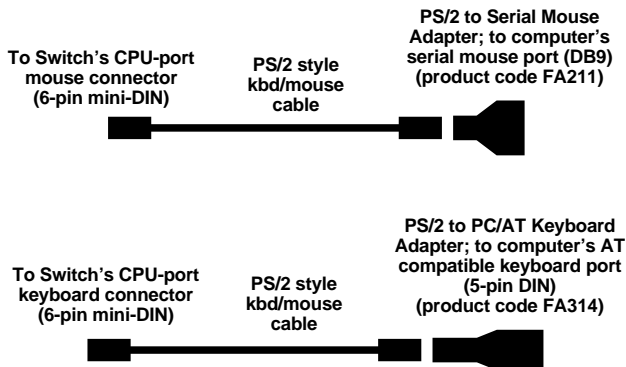 To Switch's CPU-port
mouse connector
(6-pin mini-DIN)
PS/2 style
kbd/mouse
cable
PS/2 to Serial Mouse
Adapter; to computer's
serial mouse port (DB9)
(product code FA211)
To Switch's CPU-port
keyboard connector
(6-pin mini-DIN)
PS/2 style
kbd/mouse
cable
PS/2 to PC/AT Keyboard
Adapter; to computer's AT
compatible keyboard port
(5-pin DIN)
(product code FA314)